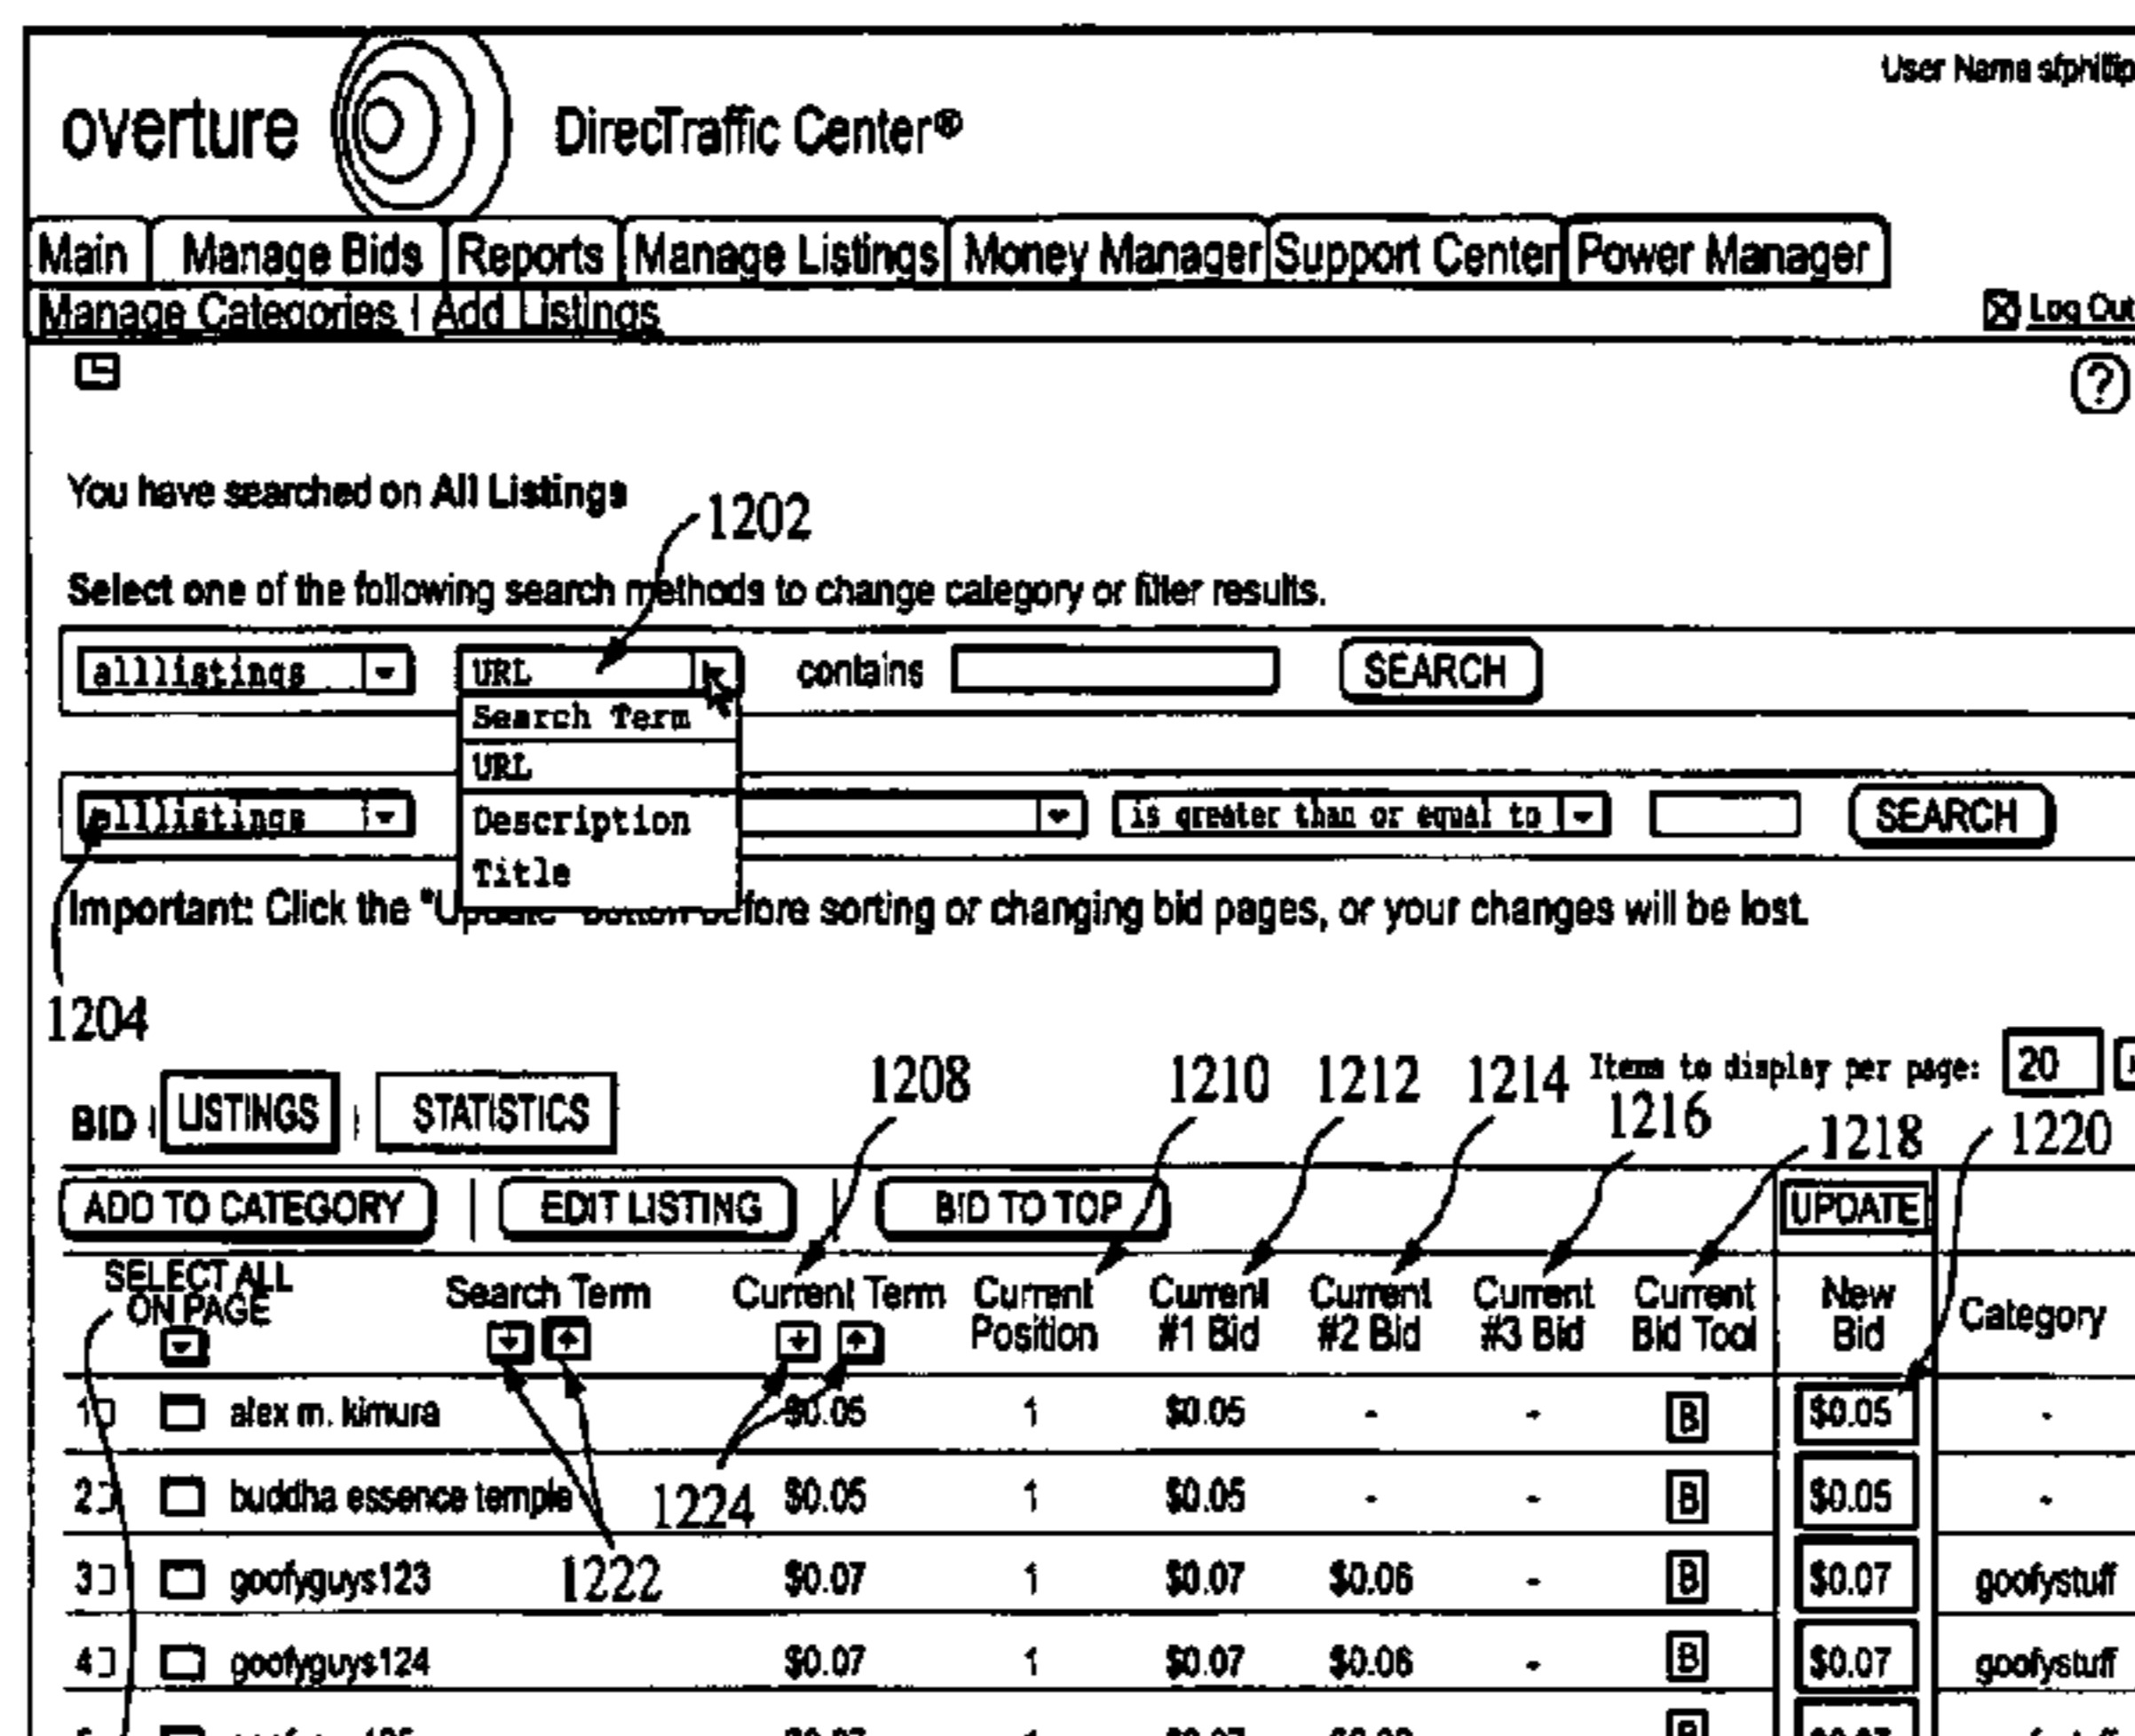 User Name sfphillip
overture DirecTraffic Center®
Main Manage Bids Reports Manage Listings Money Manager Support Center Power Manager
Manage Categories | Add Listings Log Out
?
You have searched on All Listings
1202
Select one of the following search methods to change category or filter results.
alllistings URL contains SEARCH
Search Term
URL
alllistings is greater than or equal to SEARCH
Description
Title
Important: Click the "Update" button before sorting or changing bid pages, or your changes will be lost.
1204
1208 1210 1212 1214 Items to display per page: 20
1216 1218 1220
BID | LISTINGS | STATISTICS
ADD TO CATEGORY | EDIT LISTING | BID TO TOP UPDATE
SELECT ALL ON PAGE Search Term Current Term Current Position Current #1 Bid Current #2 Bid Current #3 Bid Current Bid Tool New Bid Category
1 alex m. kimura $0.05 1 $0.05 - - B $0.05 -
2 buddha essence temple $0.05 1 $0.05 - - B $0.05 -
1224
3 goofyguys123 $0.07 1 $0.07 $0.06 - B $0.07 goofystuff
1222
4 goofyguys124 $0.07 1 $0.07 $0.06 - B $0.07 goofystuff